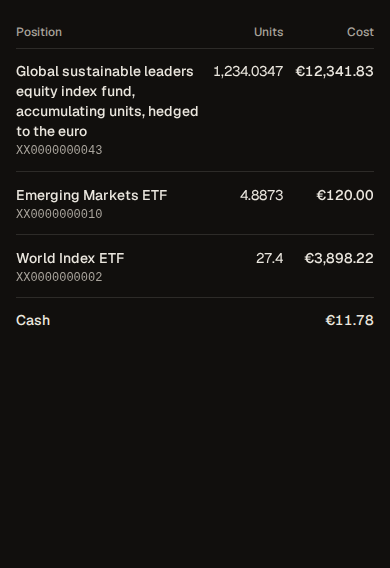 Position Units Cost
Global sustainable leaders 1,234.0347 €12,341.83
equity index fund,
accumulating units, hedged
to the euro
XX0000000043
Emerging Markets ETF 4.8873 €120.00
XX0000000010
World Index ETF 27.4 €3,898.22
XX0000000002
Cash €11.78